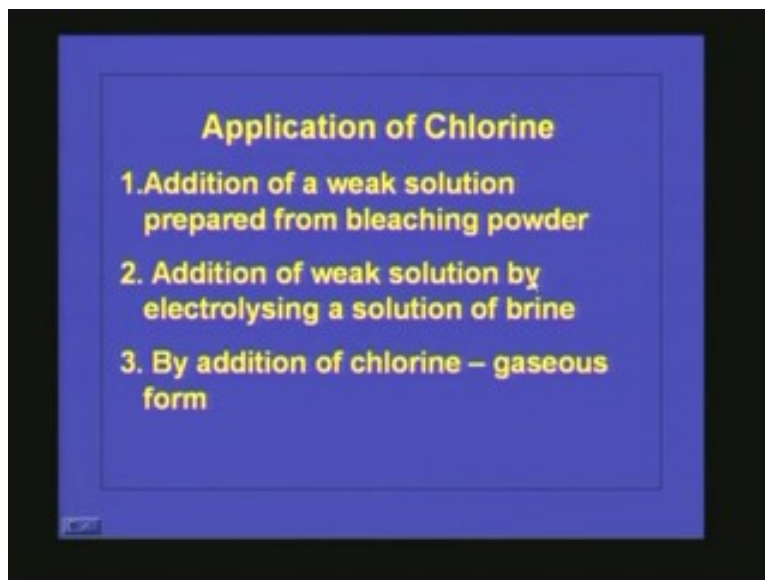 Application of Chlorine
1.Addition of a weak solution
prepared from bleaching powder
2. Addition of weak solution by
electrolysing a solution of brine
3. By addition of chlorine – gaseous
form